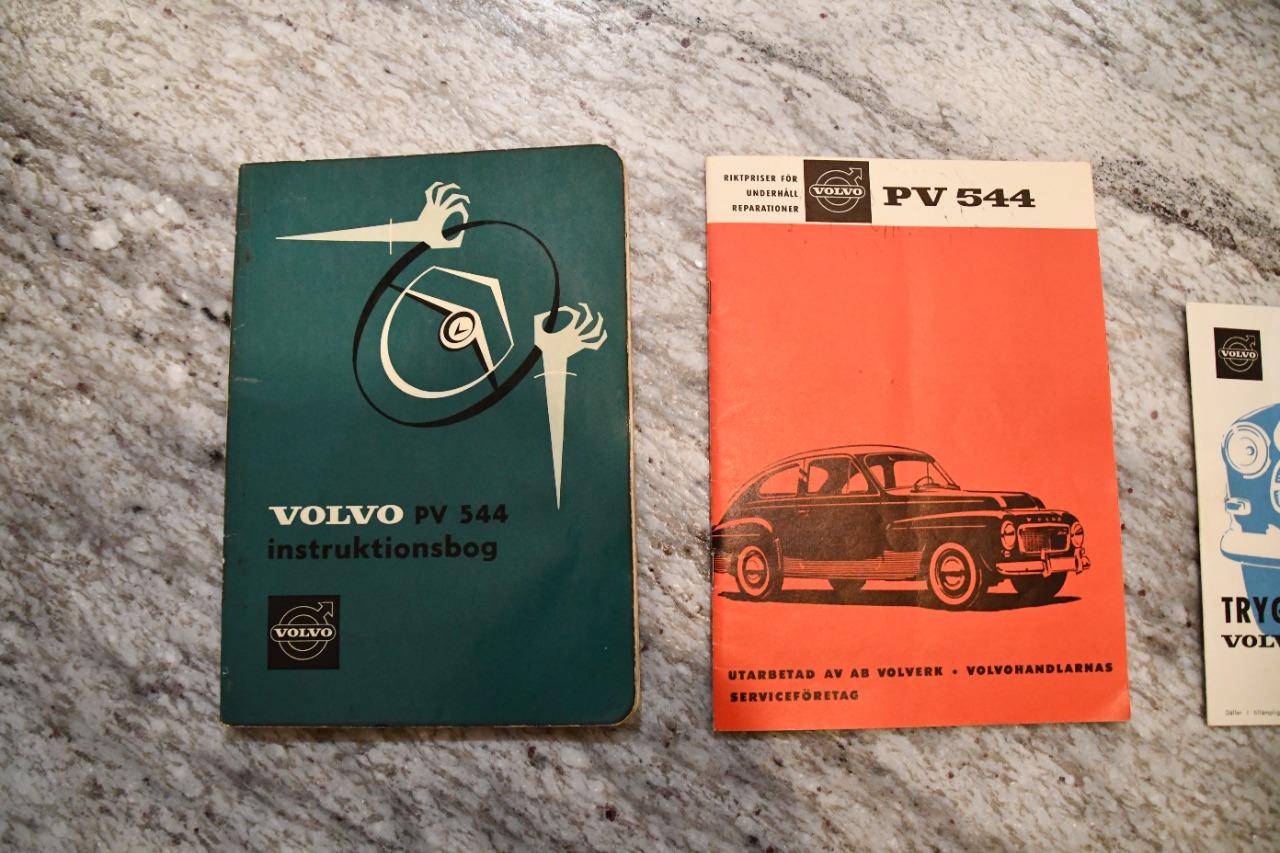 VOLVO PV 544
instruktionsbog
VOLVO
RIKTPRISER FÖR
UNDERHÅLL
REPARATIONER
VOLVO
PV 544
VOLVO
UTARBETAD AV AB VOLVERK • VOLVOHANDLARNAS
SERVICEFÖRETAG
VOLVO